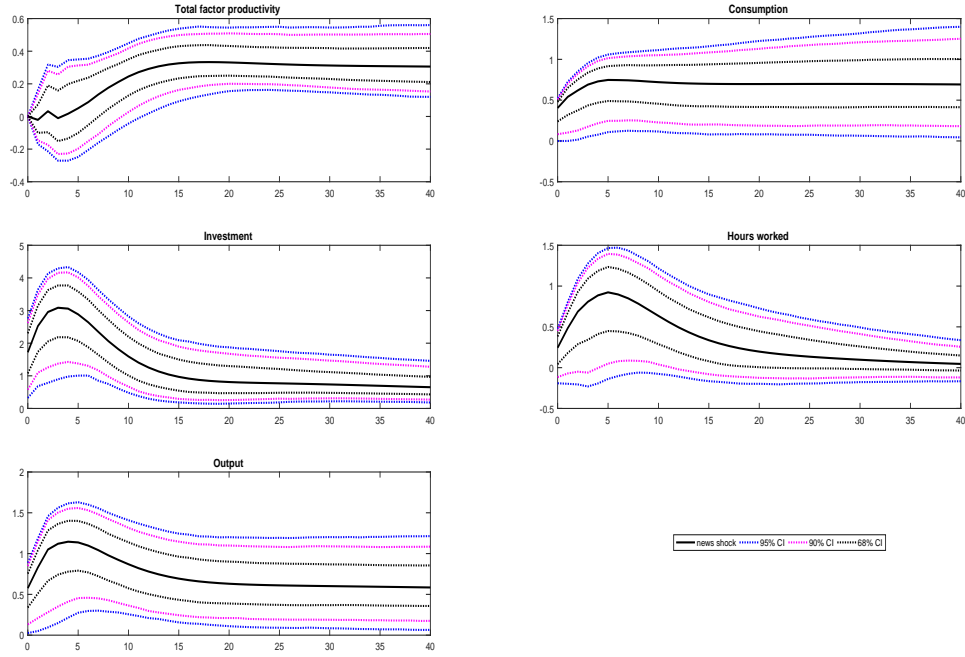 Total factor productivity
0.6
0.4
0.2
0
-0.2
-0.4
0 5 10 15 20 25 30 35 40
Consumption
1.5
1
0.5
0
-0.5
0 5 10 15 20 25 30 35 40
Investment
5
4
3
2
1
0
0 5 10 15 20 25 30 35 40
Hours worked
1.5
1
0.5
0
-0.5
0 5 10 15 20 25 30 35 40
Output
2
1.5
1
0.5
0
0 5 10 15 20 25 30 35 40
news shock 95% CI 90% CI 68% CI